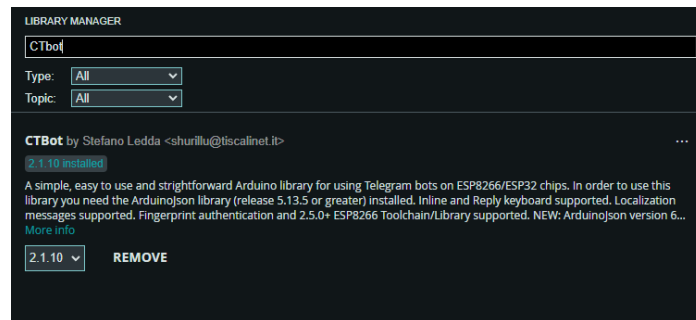 LIBRARY MANAGER
CTbot
Type: All
Topic: All
CTBot by Stefano Ledda <shurillu@tiscalinet.it>
2.1.10 installed
A simple, easy to use and strightforward Arduino library for using Telegram bots on ESP8266/ESP32 chips. In order to use this
library you need the ArduinoJson library (release 5.13.5 or greater) installed. Inline and Reply keyboard supported. Localization
messages supported. Fingerprint authentication and 2.5.0+ ESP8266 Toolchain/Library supported. NEW: ArduinoJson version 6...
More info
2.1.10 REMOVE